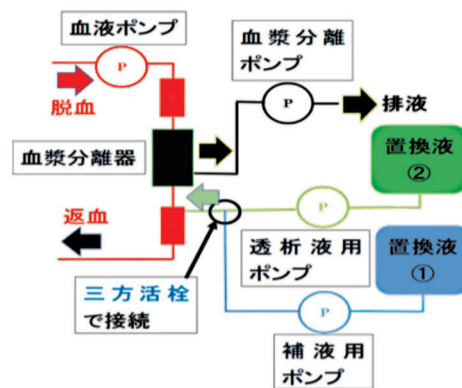 血液ポンプ
P
脱血
血漿分離
ポンプ
P
排液
血漿分離器
置換液
②
P
返血
透析液用
ポンプ
置換液
①
三方活栓
で接続
P
補液用
ポンプ